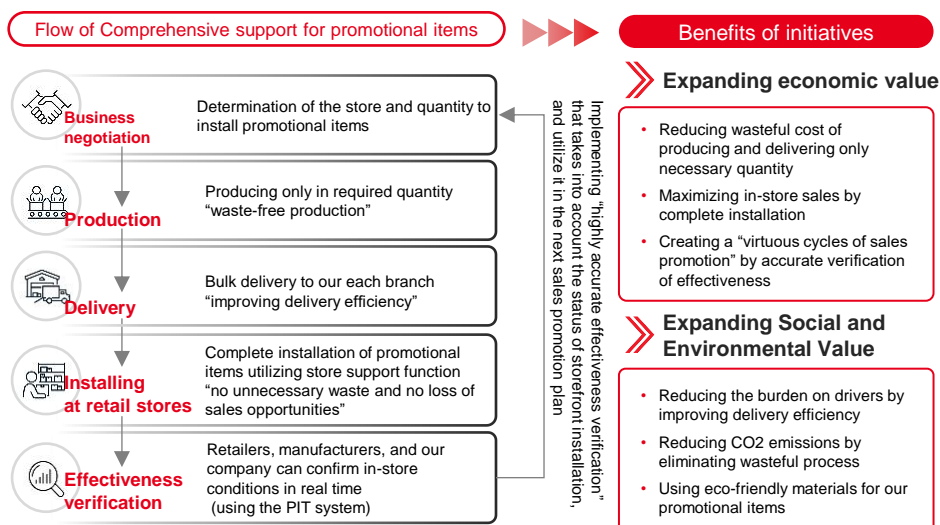 Flow of Comprehensive support for promotional items
Business
negotiation
Determination of the store and quantity to
install promotional items
Production
Producing only in required quantity
“waste-free production”
Delivery
Bulk delivery to our each branch
“improving delivery efficiency”
Installing
at retail stores
Complete installation of promotional
items utilizing store support function
“no unnecessary waste and no loss of
sales opportunities”
Effectiveness
verification
Retailers, manufacturers, and our
company can confirm in-store
conditions in real time
(using the PIT system)
Implementing “highly accurate effectiveness verification”
that takes into account the status of storefront installation,
and utilize it in the next sales promotion plan
Benefits of initiatives
Expanding economic value
• Reducing wasteful cost of
producing and delivering only
necessary quantity
• Maximizing in-store sales by
complete installation
• Creating a “virtuous cycles of sales
promotion” by accurate verification
of effectiveness
Expanding Social and
Environmental Value
• Reducing the burden on drivers by
improving delivery efficiency
• Reducing CO2 emissions by
eliminating wasteful process
• Using eco-friendly materials for our
promotional items